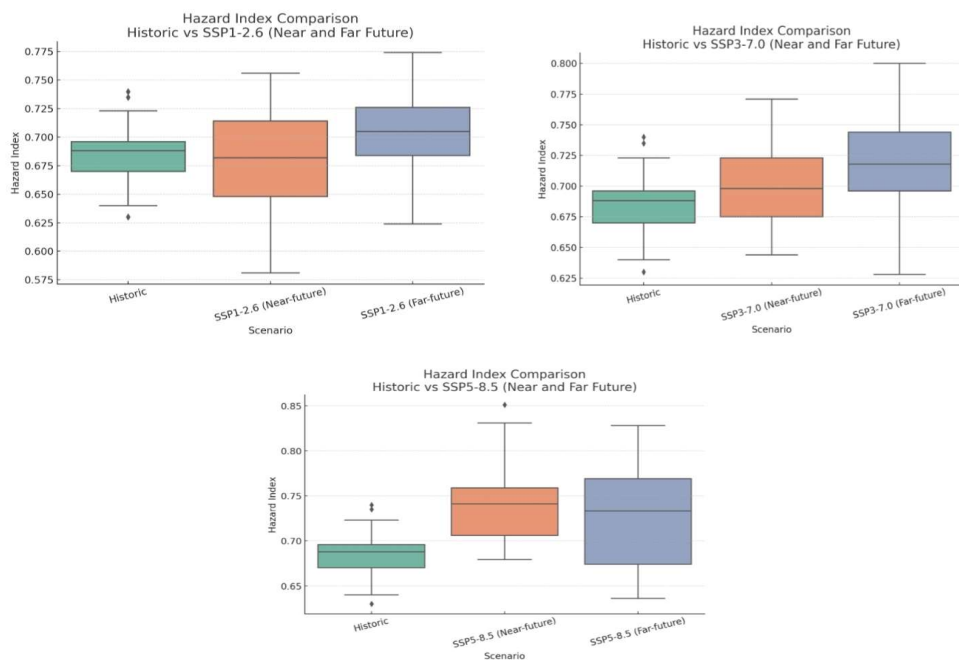 Hazard Index Comparison
Historic vs SSP1-2.6 (Near and Far Future)
0.775
0.750
0.725
0.700
0.675
0.650
0.625
0.600
0.575
Hazard Index
Historic
SSP1-2.6 (Near-future)
SSP1-2.6 (Far-future)
Scenario
Hazard Index Comparison
Historic vs SSP3-7.0 (Near and Far Future)
0.800
0.775
0.750
0.725
0.700
0.675
0.650
0.625
Hazard Index
Historic
SSP3-7.0 (Near-future)
SSP3-7.0 (Far-future)
Scenario
Hazard Index Comparison
Historic vs SSP5-8.5 (Near and Far Future)
0.85
0.80
0.75
0.70
0.65
Hazard Index
Historic
SSP5-8.5 (Near-future)
SSP5-8.5 (Far-future)
Scenario